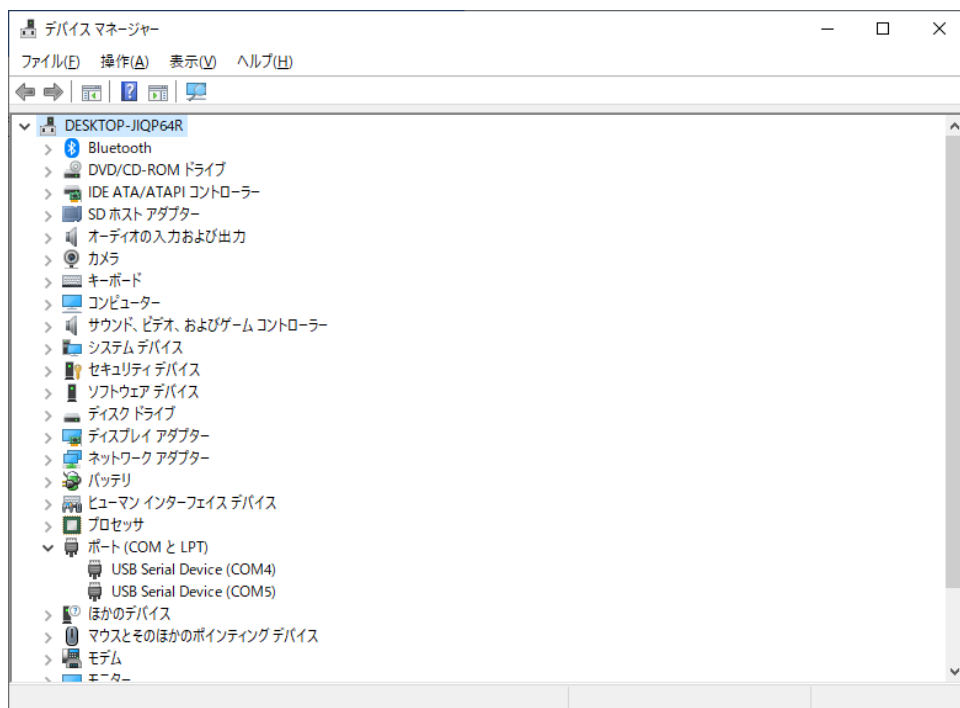 デバイス マネージャー
ファイル(F) 操作(A) 表示(V) ヘルプ(H)
DESKTOP-JIQP64R
Bluetooth
DVD/CD-ROM ドライブ
IDE ATA/ATAPI コントローラー
SD ホスト アダプター
オーディオの入力および出力
カメラ
キーボード
コンピューター
サウンド、ビデオ、およびゲーム コントローラー
システム デバイス
セキュリティ デバイス
ソフトウェア デバイス
ディスク ドライブ
ディスプレイ アダプター
ネットワーク アダプター
バッテリ
ヒューマン インターフェイス デバイス
プロセッサ
ポート (COM と LPT)
USB Serial Device (COM4)
USB Serial Device (COM5)
ほかのデバイス
マウスとそのほかのポインティング デバイス
モデム
モニター